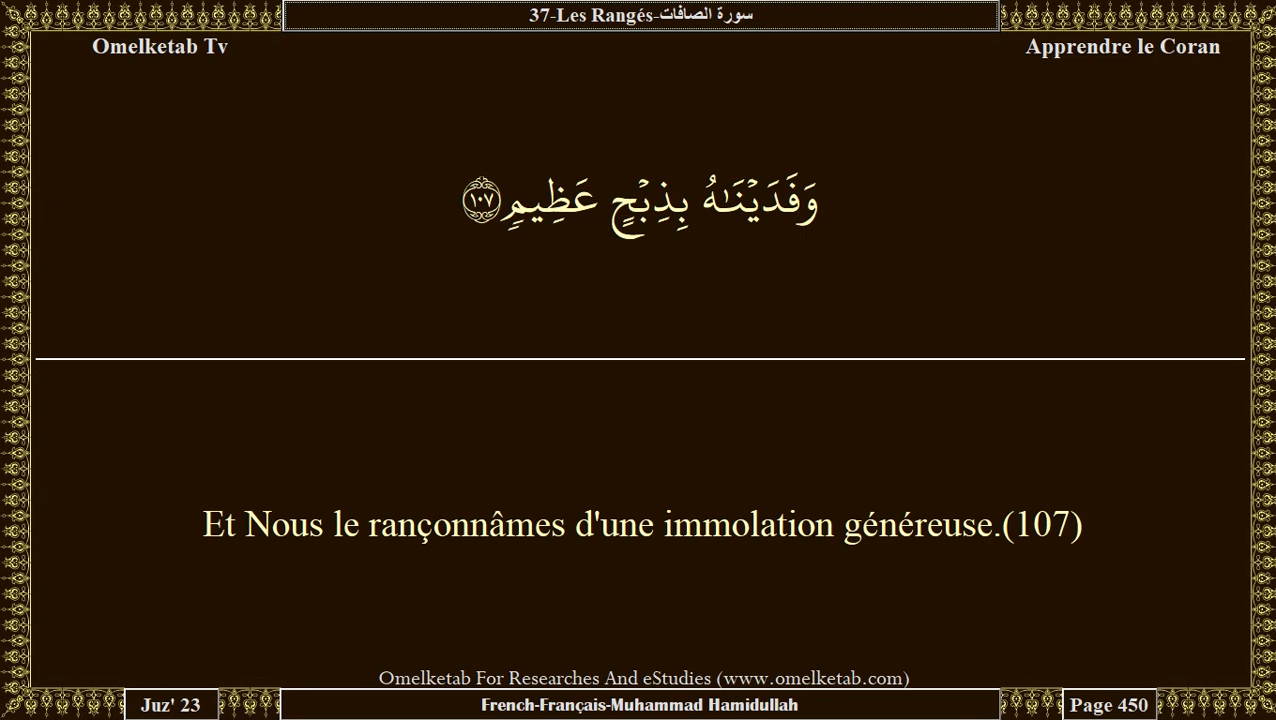 37-Les Rangés-سورة الصافات
Omelketab Tv
Apprendre le Coran
وَفَدَيۡنَٰهُ بِذِبۡحٍ عَظِيمٖ ١٠٧
Et Nous le rançonnâmes d'une immolation généreuse.(107)
Omelketab For Researches And eStudies (www.omelketab.com)
Juz' 23
French-Français-Muhammad Hamidullah
Page 450